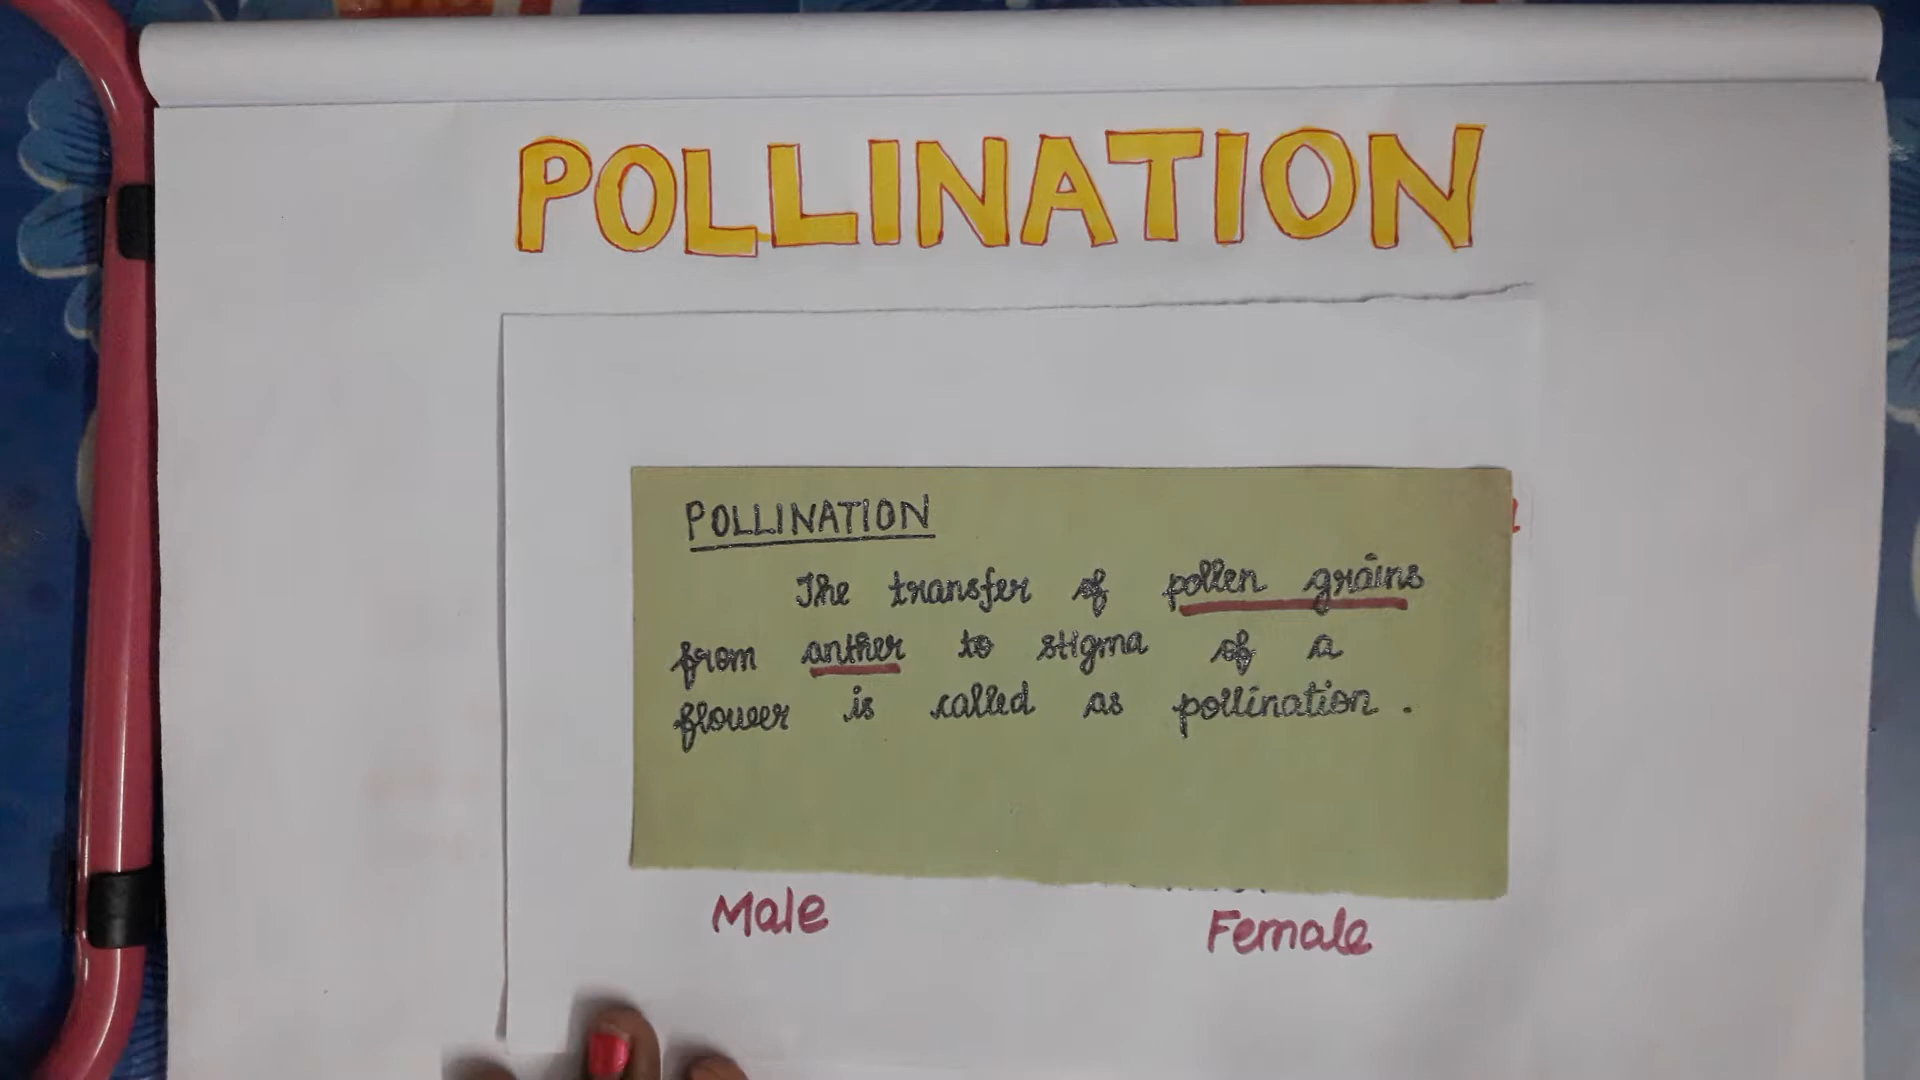 POLLINATION
POLLINATION
The transfer of pollen grains
from anther to stigma of a
flower is called as pollination.
Male
Female